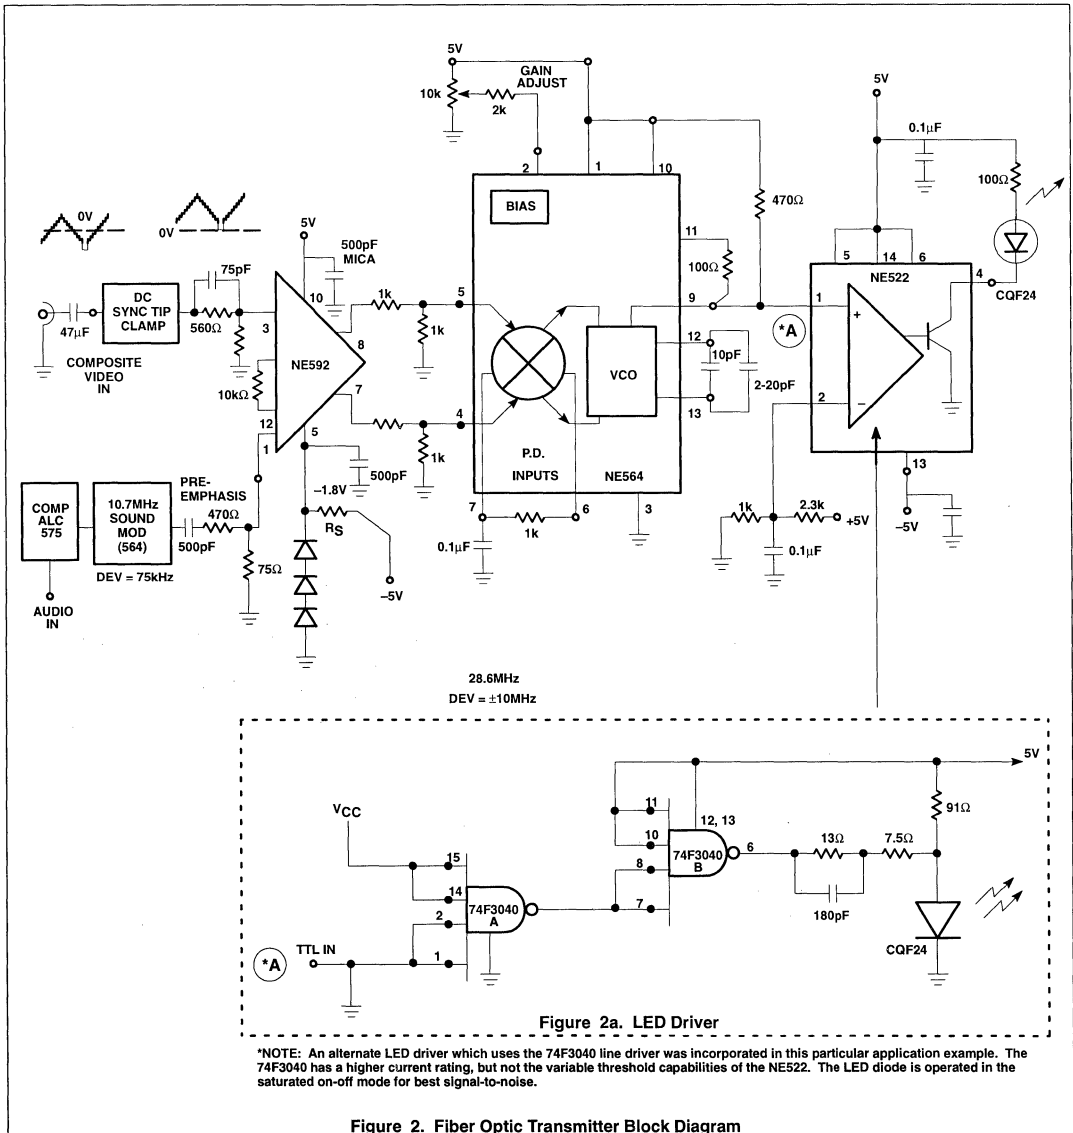 5V
GAIN
ADJUST
10k
2k
2
1
10
BIAS
470Ω
5V
0.1µF
100Ω
5
14
6
NE522
4
CQF24
0V
0V
5V
500pF
MICA
75pF
10
DC
SYNC TIP
CLAMP
47µF
560Ω
3
1k
1k
5
11
100Ω
9
1
+
*A
COMPOSITE
VIDEO
IN
NE592
8
VCO
12
10pF
2-20pF
10kΩ
7
13
2
–
12
1
5
4
1k
P.D.
INPUTS
NE564
500pF
13
–1.8V
PRE-
EMPHASIS
COMP
ALC
575
10.7MHz
SOUND
MOD
(564)
470Ω
500pF
RS
7
6
3
1k
0.1µF
1k
2.3k
+5V
–5V
DEV = 75kHz
75Ω
0.1µF
–5V
AUDIO
IN
28.6MHz
DEV = ±10MHz
5V
VCC
11
12, 13
91Ω
10
8
74F3040
B
6
13Ω
7.5Ω
15
14
2
74F3040
A
7
180pF
*A
TTL IN
1
CQF24
Figure 2a. LED Driver
*NOTE: An alternate LED driver which uses the 74F3040 line driver was incorporated in this particular application example. The
74F3040 has a higher current rating, but not the variable threshold capabilities of the NE522. The LED diode is operated in the
saturated on-off mode for best signal-to-noise.
Figure 2. Fiber Optic Transmitter Block Diagram